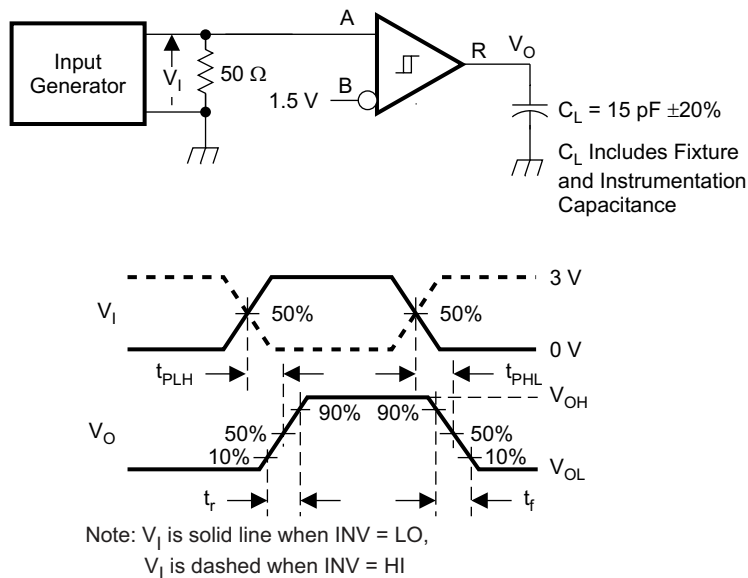 Input
Generator
V_I
50 Ω
A
B
1.5 V
R
V_O
C_L = 15 pF ±20%
C_L Includes Fixture
and Instrumentation
Capacitance
V_I
50%
50%
3 V
0 V
t_PLH
t_PHL
V_O
50%
10%
90%
90%
50%
10%
V_OH
V_OL
t_r
t_f
Note: V_I is solid line when INV = LO,
V_I is dashed when INV = HI